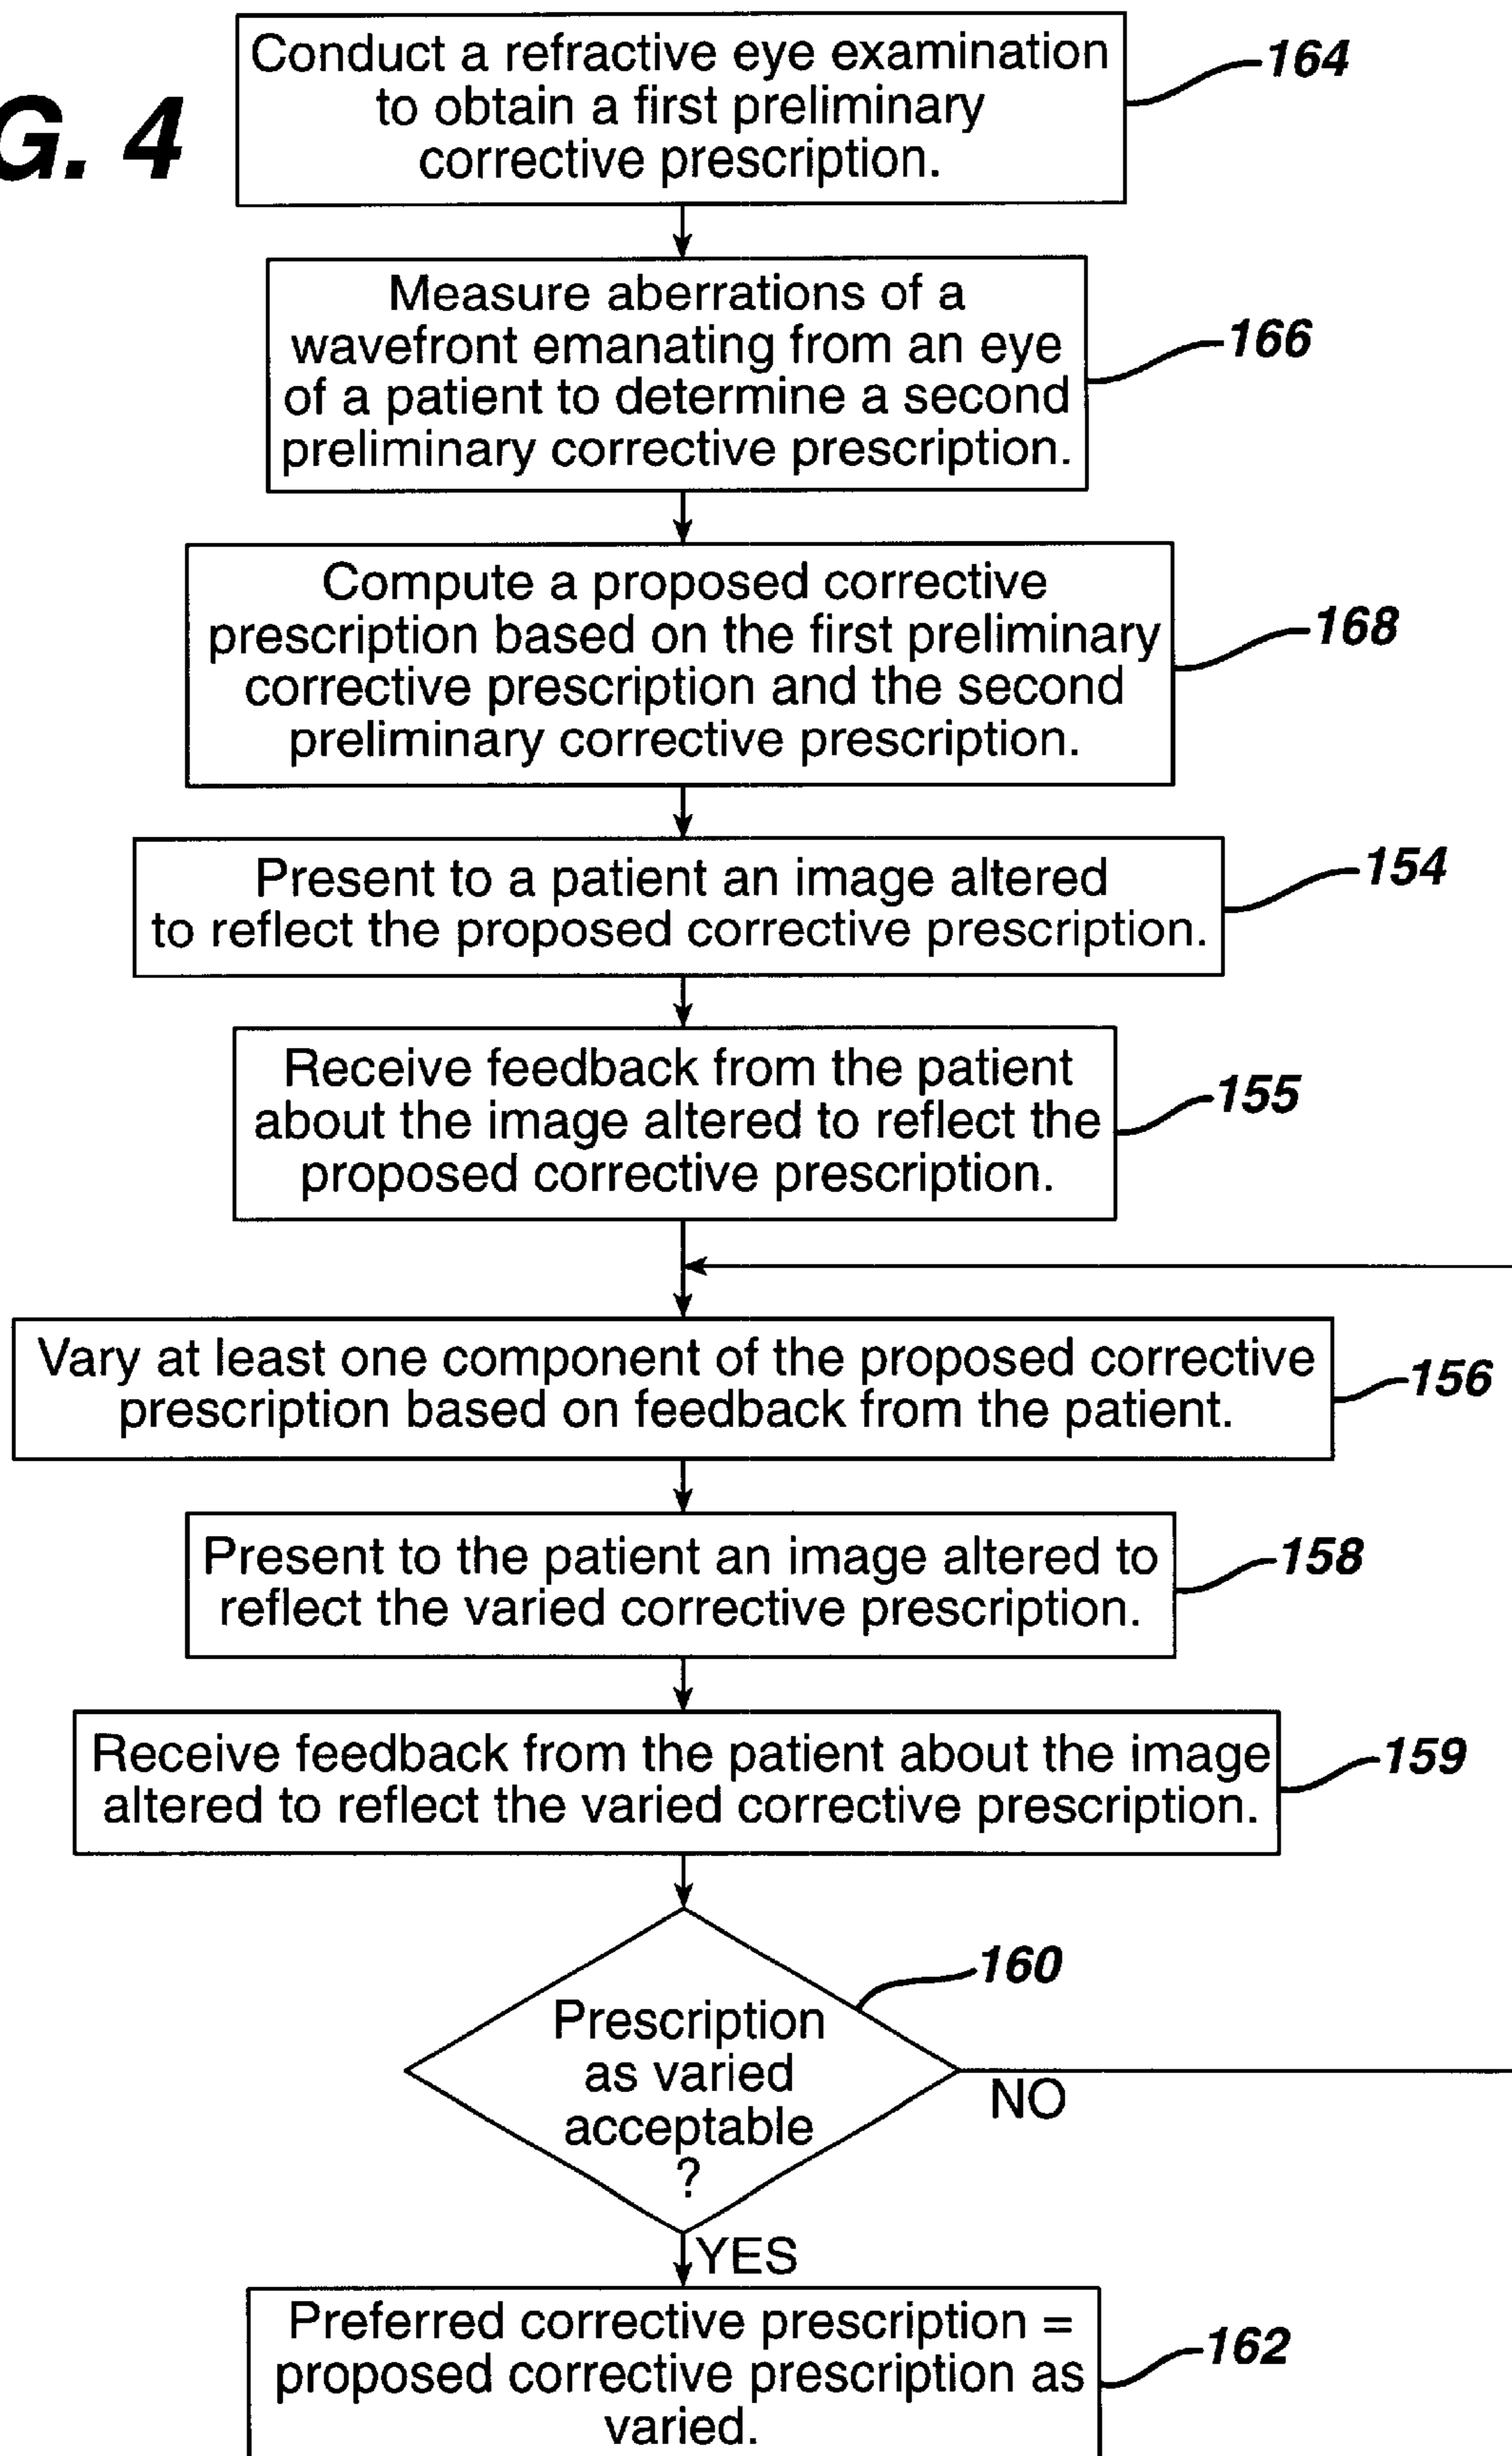 G. 4
Conduct a refractive eye examination
to obtain a first preliminary
corrective prescription.
164
Measure aberrations of a
wavefront emanating from an eye
of a patient to determine a second
preliminary corrective prescription.
166
Compute a proposed corrective
prescription based on the first preliminary
corrective prescription and the second
preliminary corrective prescription.
168
Present to a patient an image altered
to reflect the proposed corrective prescription.
154
Receive feedback from the patient
about the image altered to reflect the
proposed corrective prescription.
155
Vary at least one component of the proposed corrective
prescription based on feedback from the patient.
156
Present to the patient an image altered to
reflect the varied corrective prescription.
158
Receive feedback from the patient about the image
altered to reflect the varied corrective prescription.
159
160
Prescription
as varied
acceptable
?
NO
YES
Preferred corrective prescription =
proposed corrective prescription as
varied.
162